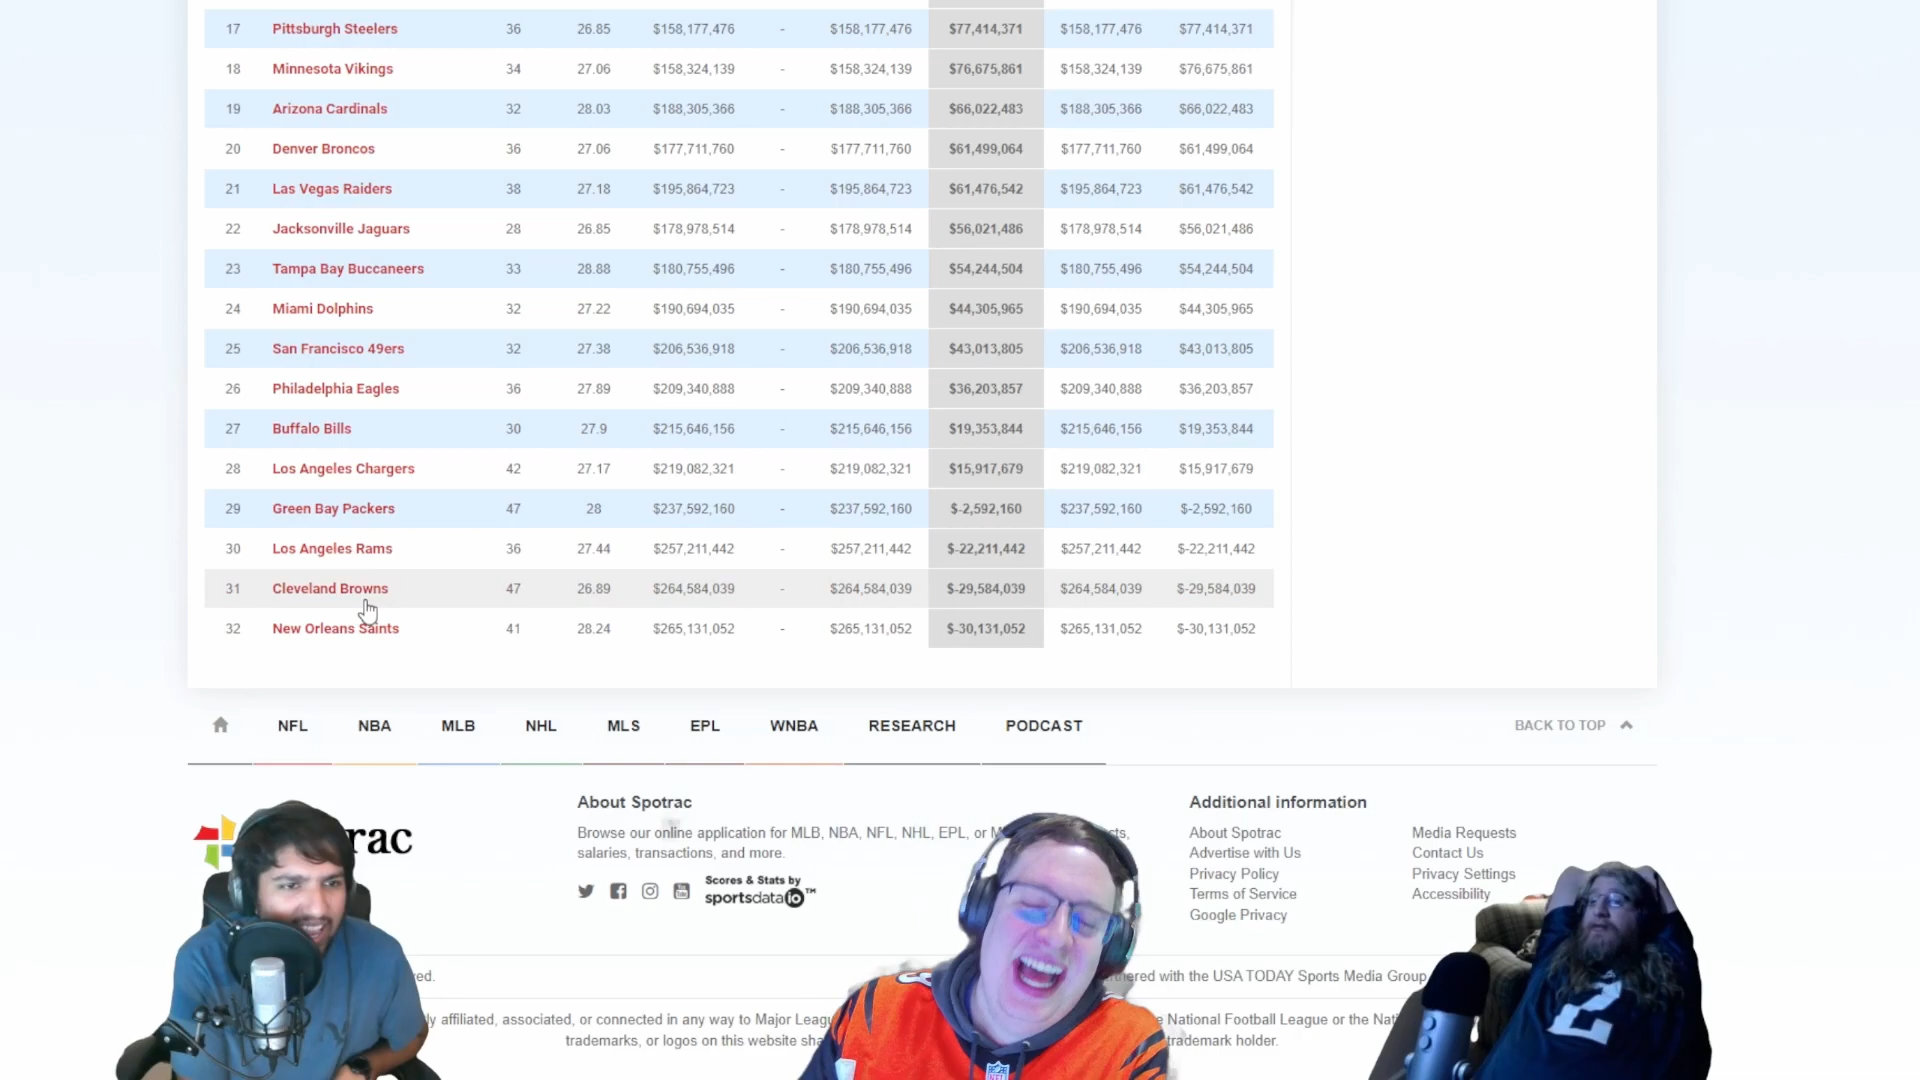 17 Pittsburgh Steelers 36 26.85 $158,177,476 - $158,177,476 $77,414,371 $158,177,476 $77,414,371
18 Minnesota Vikings 34 27.06 $158,324,139 - $158,324,139 $76,675,861 $158,324,139 $76,675,861
19 Arizona Cardinals 32 28.03 $188,305,366 - $188,305,366 $66,022,483 $188,305,366 $66,022,483
20 Denver Broncos 36 27.06 $177,711,760 - $177,711,760 $61,499,064 $177,711,760 $61,499,064
21 Las Vegas Raiders 38 27.18 $195,864,723 - $195,864,723 $61,476,542 $195,864,723 $61,476,542
22 Jacksonville Jaguars 28 26.85 $178,978,514 - $178,978,514 $56,021,486 $178,978,514 $56,021,486
23 Tampa Bay Buccaneers 33 28.88 $180,755,496 - $180,755,496 $54,244,504 $180,755,496 $54,244,504
24 Miami Dolphins 32 27.22 $190,694,035 - $190,694,035 $44,305,965 $190,694,035 $44,305,965
25 San Francisco 49ers 32 27.38 $206,536,918 - $206,536,918 $43,013,805 $206,536,918 $43,013,805
26 Philadelphia Eagles 36 27.89 $209,340,888 - $209,340,888 $36,203,857 $209,340,888 $36,203,857
27 Buffalo Bills 30 27.9 $215,646,156 - $215,646,156 $19,353,844 $215,646,156 $19,353,844
28 Los Angeles Chargers 42 27.17 $219,082,321 - $219,082,321 $15,917,679 $219,082,321 $15,917,679
29 Green Bay Packers 47 28 $237,592,160 - $237,592,160 $-2,592,160 $237,592,160 $-2,592,160
30 Los Angeles Rams 36 27.44 $257,211,442 - $257,211,442 $-22,211,442 $257,211,442 $-22,211,442
31 Cleveland Browns 47 26.89 $264,584,039 - $264,584,039 $-29,584,039 $264,584,039 $-29,584,039
32 New Orleans Saints 41 28.24 $265,131,052 - $265,131,052 $-30,131,052 $265,131,052 $-30,131,052
NFL NBA MLB NHL MLS EPL WNBA RESEARCH PODCAST BACK TO TOP
rac
About Spotrac
Browse our online application for MLB, NBA, NFL, NHL, EPL, or
salaries, transactions, and more.
Scores & Stats by
sportsdata io™
Additional information
About Spotrac
Advertise with Us
Privacy Policy
Terms of Service
Google Privacy
Media Requests
Contact Us
Privacy Settings
Accessibility
with the USA TODAY Sports Media Group
affiliated, associated, or connected in any way to Major
National Football League or the
trademarks, or logos on this website
trademark holder.
NFL
2